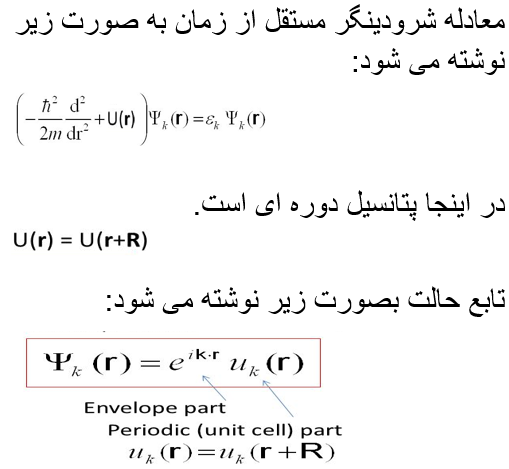 معادله شرودینگر مستقل از زمان به صورت زیر
نوشته می شود:
(-ħ²/2m d²/dr² + U(r)) Ψₖ(r) = εₖ Ψₖ(r)
در اینجا پتانسیل دوره ای است.
U(r) = U(r+R)
تابع حالت بصورت زیر نوشته می شود:
Ψₖ (r) = e^{ik·r} uₖ (r)
Envelope part
Periodic (unit cell) part
uₖ(r)=uₖ(r+R)